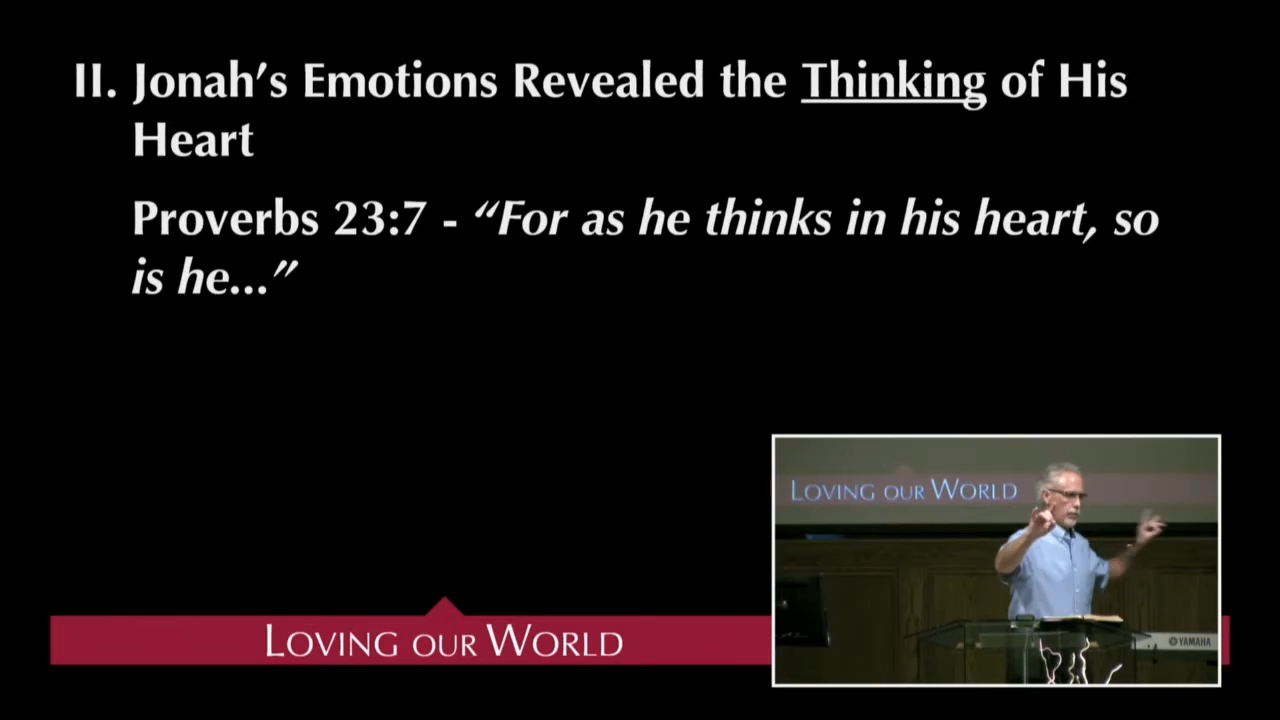 II. Jonah’s Emotions Revealed the Thinking of His
Heart
Proverbs 23:7 - “For as he thinks in his heart, so
is he...”
LOVING OUR WORLD
LOVING OUR WORLD
YAMAHA